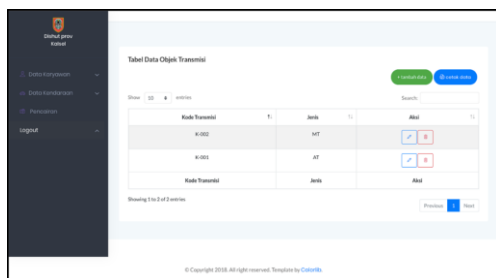 Dishut prov
Kalsel
Data Karyawan
Data Kendaraan
Pencarian
Logout
Tabel Data Objek Transmisi
+ tambah data
cetak data
Show 10 entries
Search:
Kode Transmisi Jenis Aksi
K-002 MT
K-001 AT
Kode Transmisi Jenis Aksi
Showing 1 to 2 of 2 entries
Previous 1 Next
© Copyright 2018. All right reserved. Template by Colorlib.